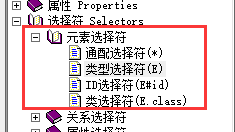 属性 Properties
选择符 Selectors
元素选择符
通配选择符(*)
类型选择符(E)
ID选择符(E#id)
类选择符(E.class)
关系选择符
属性选择符